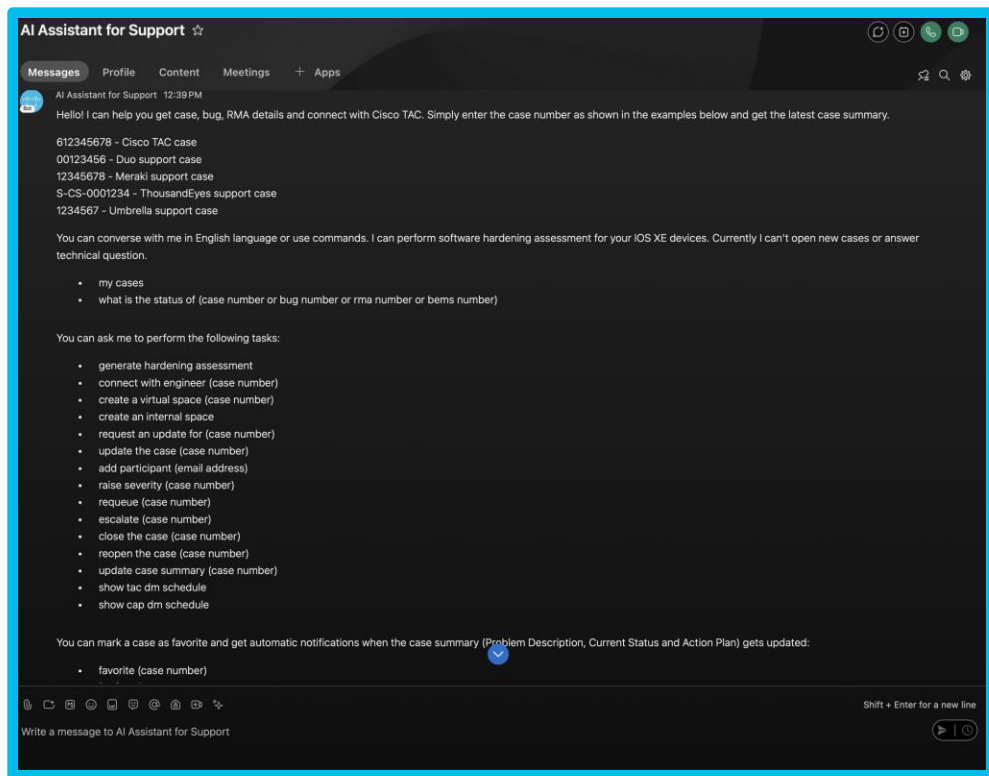 AI Assistant for Support
Messages Profile Content Meetings + Apps
AI Assistant for Support 12:39 PM
Hello! I can help you get case, bug, RMA details and connect with Cisco TAC. Simply enter the case number as shown in the examples below and get the latest case summary.
612345678 - Cisco TAC case
00123456 - Duo support case
12345678 - Meraki support case
S-CS-0001234 - ThousandEyes support case
1234567 - Umbrella support case
You can converse with me in English language or use commands. I can perform software hardening assessment for your IOS XE devices. Currently I can't open new cases or answer
technical question.
• my cases
• what is the status of (case number or bug number or rma number or bems number)
You can ask me to perform the following tasks:
• generate hardening assessment
• connect with engineer (case number)
• create a virtual space (case number)
• create an internal space
• request an update for (case number)
• update the case (case number)
• add participant (email address)
• raise severity (case number)
• requeue (case number)
• escalate (case number)
• close the case (case number)
• reopen the case (case number)
• update case summary (case number)
• show tac dm schedule
• show cap dm schedule
You can mark a case as favorite and get automatic notifications when the case summary (Problem Description, Current Status and Action Plan) gets updated:
• favorite (case number)
Shift + Enter for a new line
Write a message to AI Assistant for Support